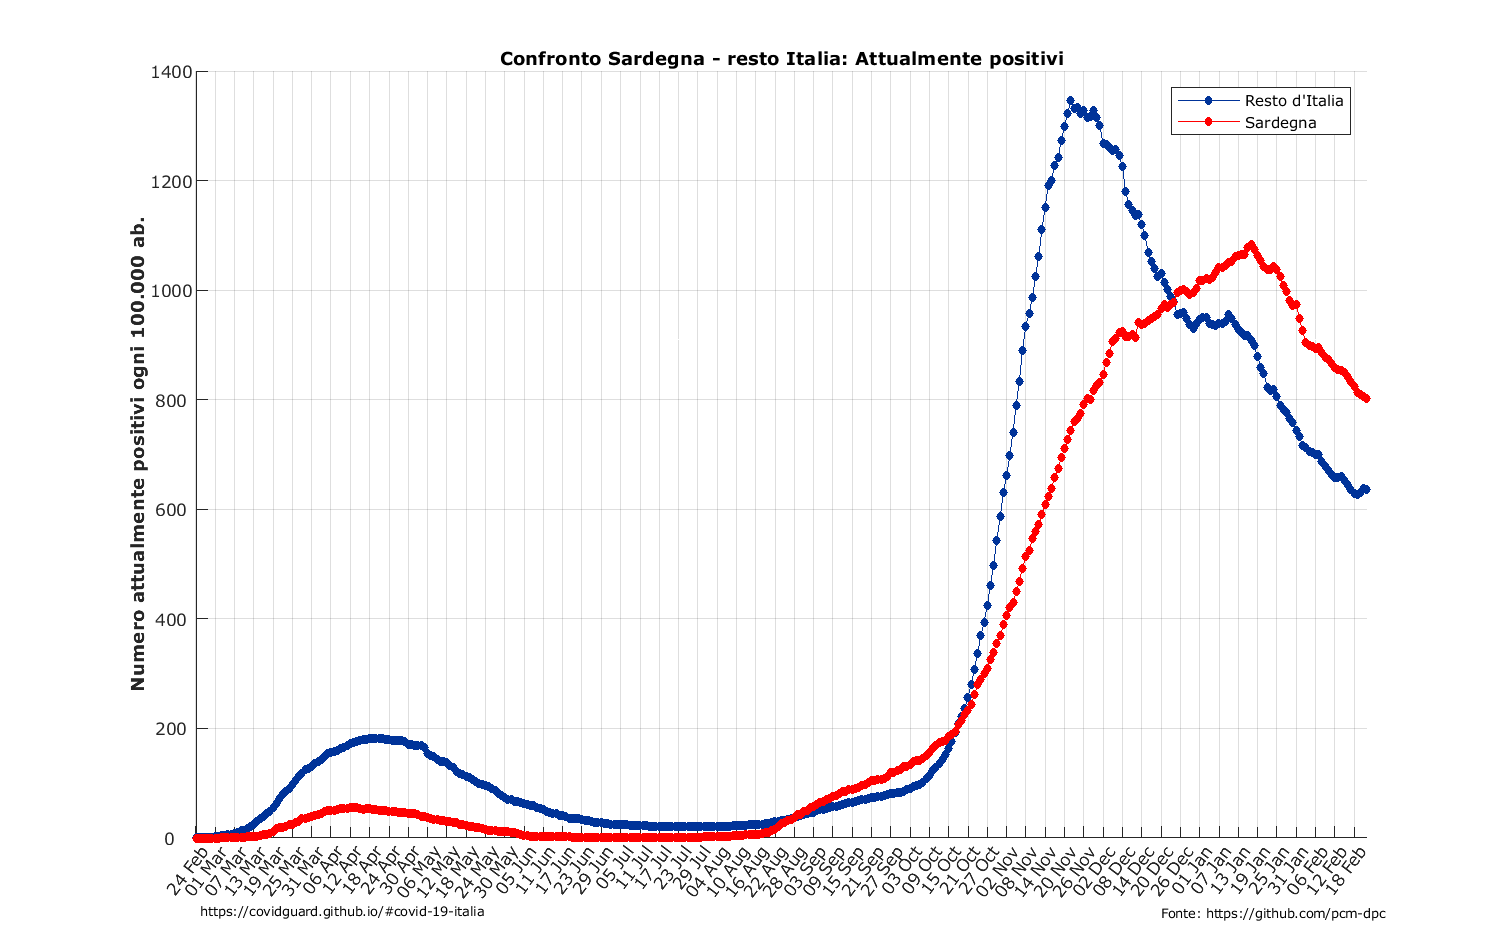 Confronto Sardegna - resto Italia: Attualmente positivi
Resto d'Italia
Sardegna
Numero attualmente positivi ogni 100.000 ab.
1400
1200
1000
800
600
400
200
0
24 Feb
01 Mar
07 Mar
13 Mar
19 Mar
25 Mar
31 Mar
06 Apr
12 Apr
18 Apr
24 Apr
30 Apr
06 May
12 May
18 May
24 May
30 May
05 Jun
11 Jun
17 Jun
23 Jun
29 Jun
05 Jul
11 Jul
17 Jul
23 Jul
29 Jul
04 Aug
10 Aug
16 Aug
22 Aug
28 Aug
03 Sep
09 Sep
15 Sep
21 Sep
27 Sep
03 Oct
09 Oct
15 Oct
21 Oct
27 Oct
02 Nov
08 Nov
14 Nov
20 Nov
26 Nov
02 Dec
08 Dec
14 Dec
20 Dec
26 Dec
01 Jan
07 Jan
13 Jan
19 Jan
25 Jan
31 Jan
06 Feb
12 Feb
18 Feb
https://covidguard.github.io/#covid-19-italia
Fonte: https://github.com/pcm-dpc